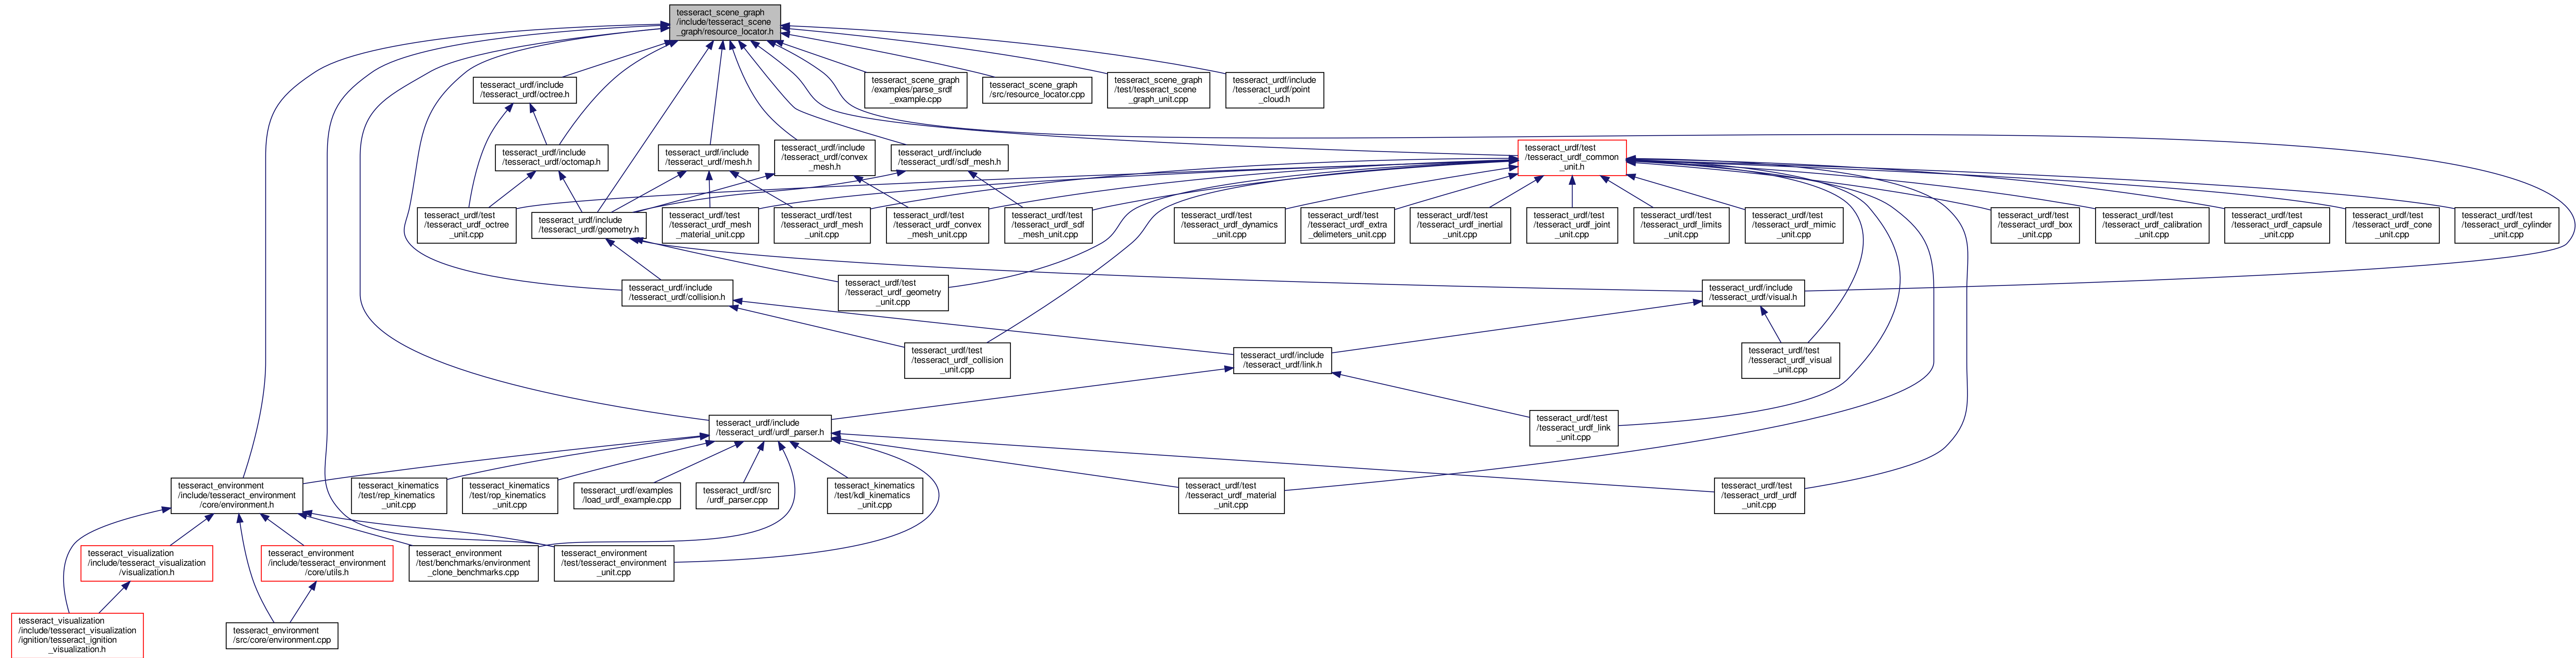 tesseract_scene_graph
/include/tesseract_scene
_graph/resource_locator.h
tesseract_urdf/include
/tesseract_urdf/octree.h
tesseract_scene_graph
/examples/parse_srdf
_example.cpp
tesseract_scene_graph
/src/resource_locator.cpp
tesseract_scene_graph
/test/tesseract_scene
_graph_unit.cpp
tesseract_urdf/include
/tesseract_urdf/point
_cloud.h
tesseract_urdf/include
/tesseract_urdf/octomap.h
tesseract_urdf/include
/tesseract_urdf/mesh.h
tesseract_urdf/include
/tesseract_urdf/convex
_mesh.h
tesseract_urdf/include
/tesseract_urdf/sdf_mesh.h
tesseract_urdf/test
/tesseract_urdf_common
_unit.h
tesseract_urdf/test
/tesseract_urdf_octree
_unit.cpp
tesseract_urdf/include
/tesseract_urdf/geometry.h
tesseract_urdf/test
/tesseract_urdf_mesh
_material_unit.cpp
tesseract_urdf/test
/tesseract_urdf_mesh
_unit.cpp
tesseract_urdf/test
/tesseract_urdf_convex
_mesh_unit.cpp
tesseract_urdf/test
/tesseract_urdf_sdf
_mesh_unit.cpp
tesseract_urdf/test
/tesseract_urdf_dynamics
_unit.cpp
tesseract_urdf/test
/tesseract_urdf_extra
_delimeters_unit.cpp
tesseract_urdf/test
/tesseract_urdf_inertial
_unit.cpp
tesseract_urdf/test
/tesseract_urdf_joint
_unit.cpp
tesseract_urdf/test
/tesseract_urdf_limits
_unit.cpp
tesseract_urdf/test
/tesseract_urdf_mimic
_unit.cpp
tesseract_urdf/test
/tesseract_urdf_box
_unit.cpp
tesseract_urdf/test
/tesseract_urdf_calibration
_unit.cpp
tesseract_urdf/test
/tesseract_urdf_capsule
_unit.cpp
tesseract_urdf/test
/tesseract_urdf_cone
_unit.cpp
tesseract_urdf/test
/tesseract_urdf_cylinder
_unit.cpp
tesseract_urdf/include
/tesseract_urdf/collision.h
tesseract_urdf/test
/tesseract_urdf_geometry
_unit.cpp
tesseract_urdf/include
/tesseract_urdf/visual.h
tesseract_urdf/test
/tesseract_urdf_collision
_unit.cpp
tesseract_urdf/include
/tesseract_urdf/link.h
tesseract_urdf/test
/tesseract_urdf_visual
_unit.cpp
tesseract_urdf/include
/tesseract_urdf/urdf_parser.h
tesseract_urdf/test
/tesseract_urdf_link
_unit.cpp
tesseract_environment
/include/tesseract_environment
/core/environment.h
tesseract_kinematics
/test/rep_kinematics
_unit.cpp
tesseract_kinematics
/test/rop_kinematics
_unit.cpp
tesseract_urdf/examples
/load_urdf_example.cpp
tesseract_urdf/src
/urdf_parser.cpp
tesseract_kinematics
/test/kdl_kinematics
_unit.cpp
tesseract_urdf/test
/tesseract_urdf_material
_unit.cpp
tesseract_urdf/test
/tesseract_urdf_urdf
_unit.cpp
tesseract_visualization
/include/tesseract_visualization
/visualization.h
tesseract_environment
/include/tesseract_environment
/core/utils.h
tesseract_environment
/test/benchmarks/environment
_clone_benchmarks.cpp
tesseract_environment
/test/tesseract_environment
_unit.cpp
tesseract_visualization
/include/tesseract_visualization
/ignition/tesseract_ignition
_visualization.h
tesseract_environment
/src/core/environment.cpp